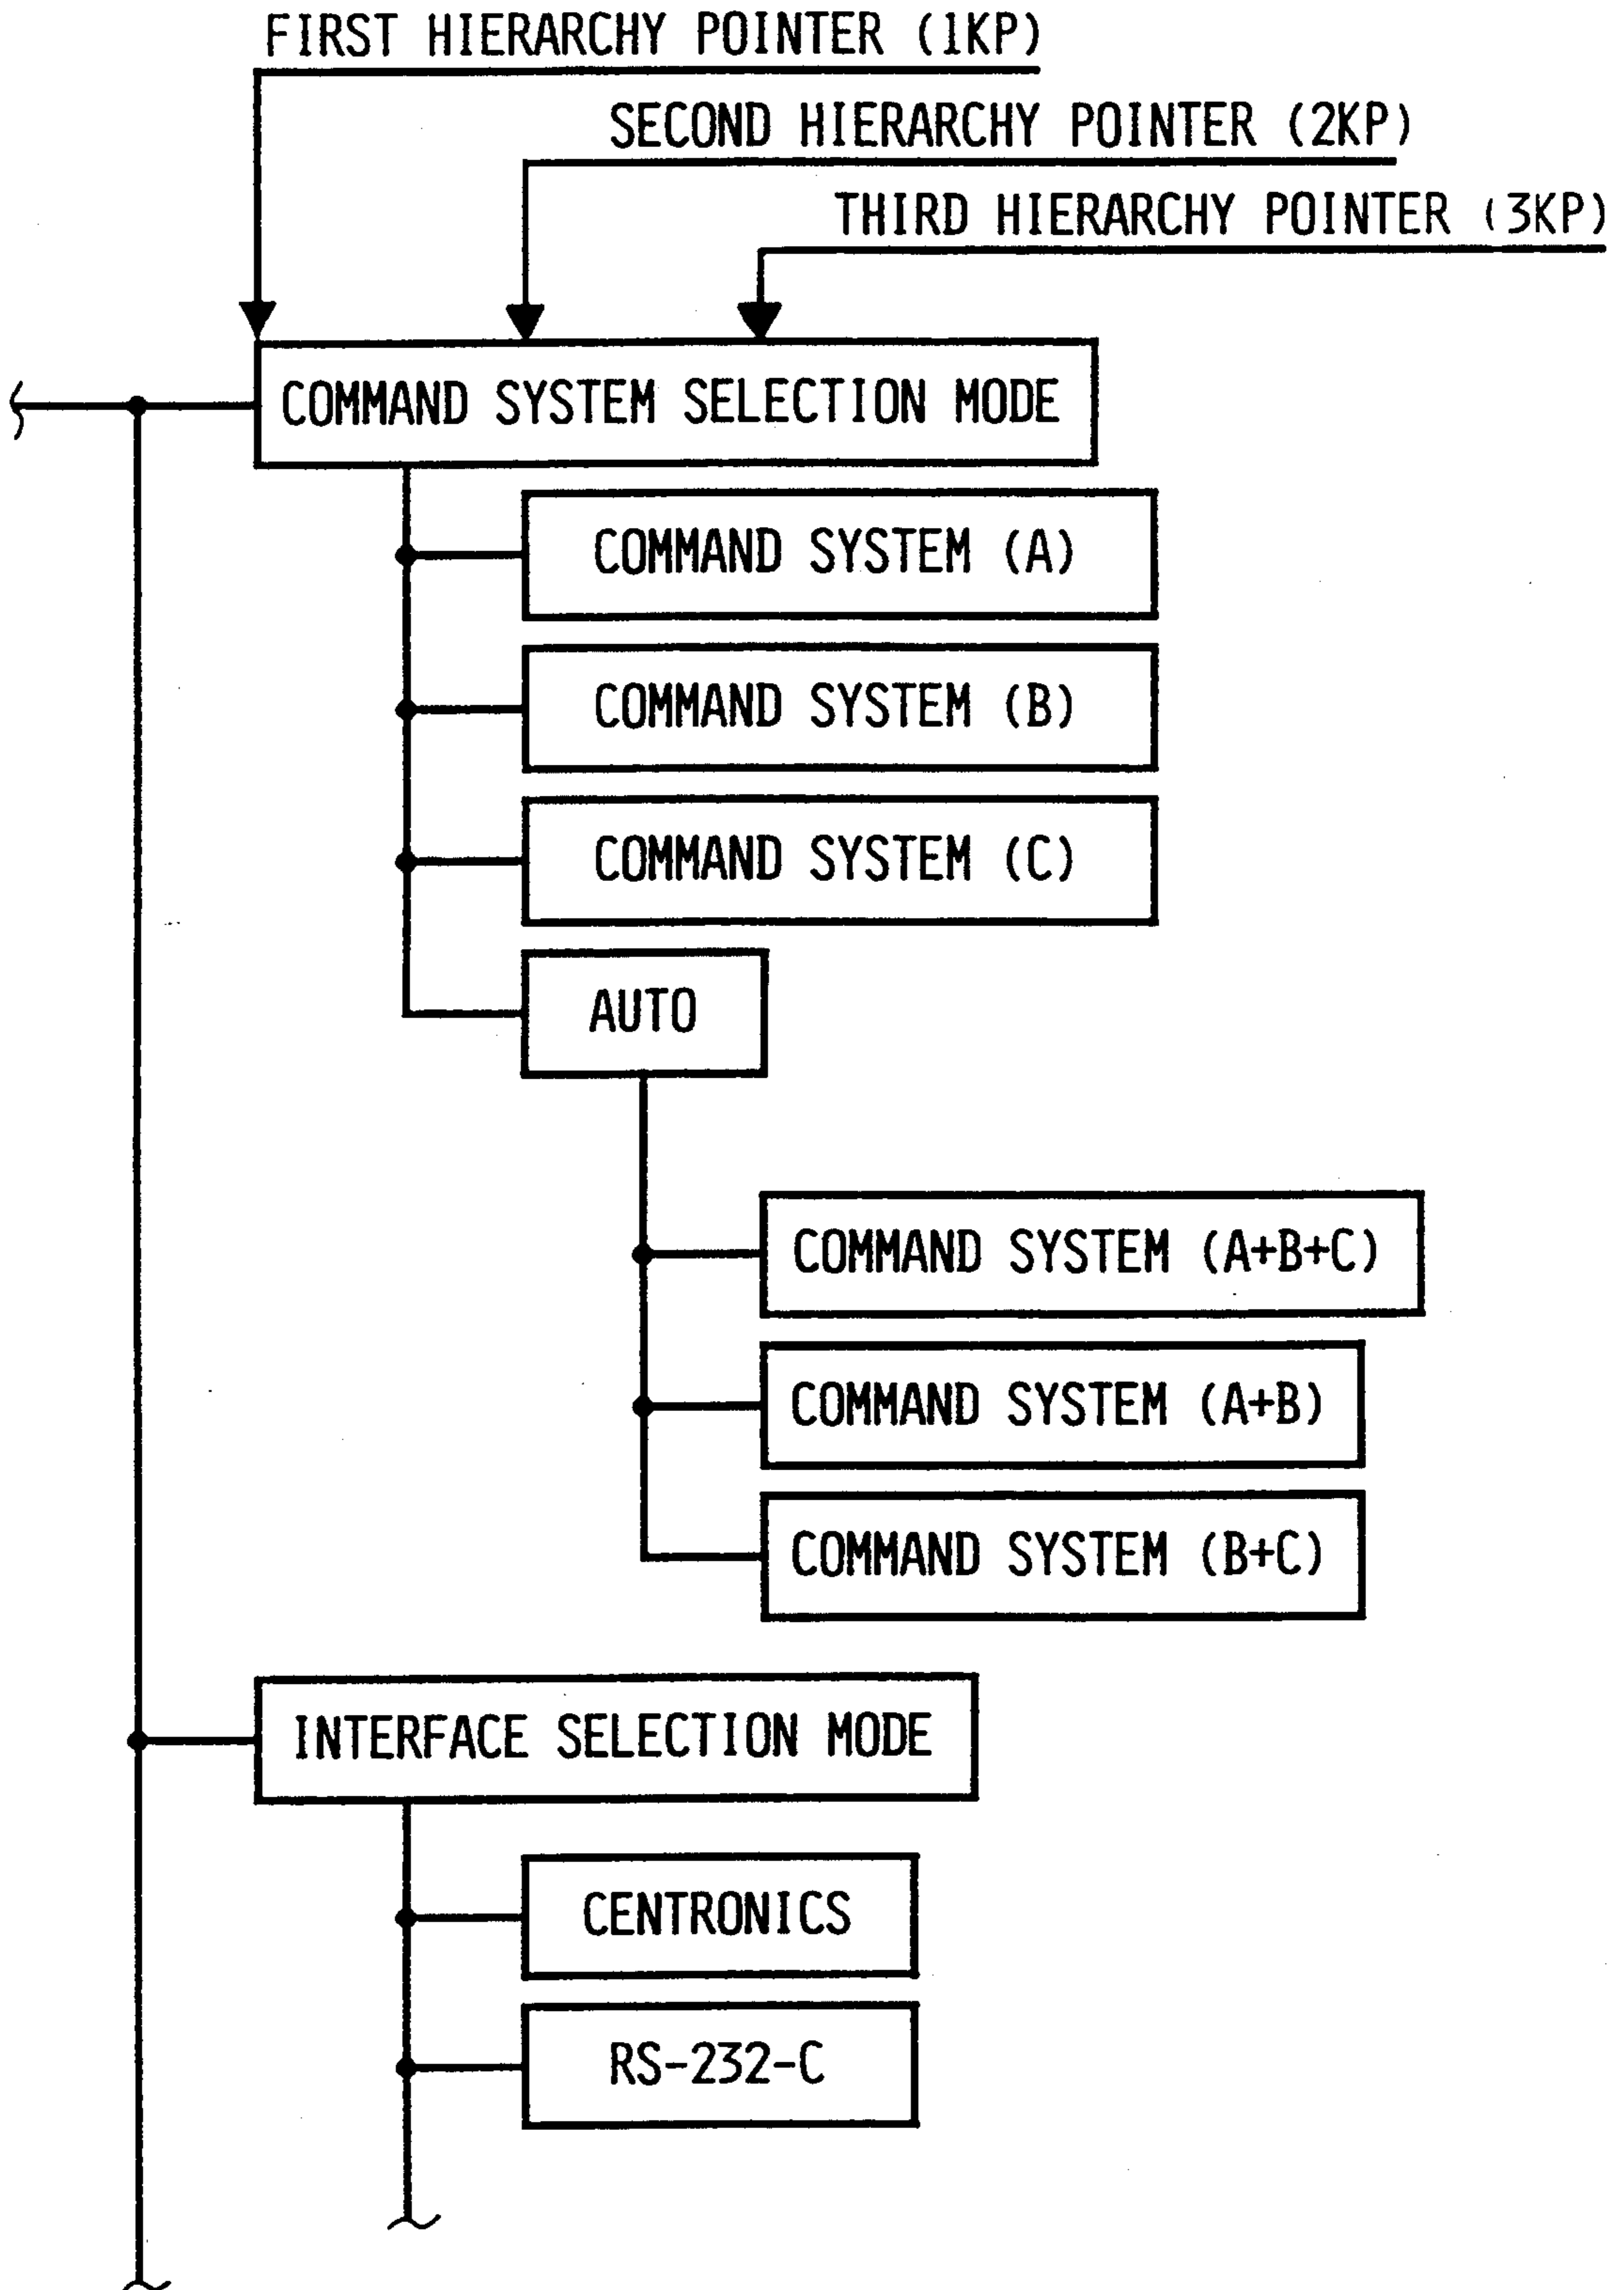 FIRST HIERARCHY POINTER (1KP)
SECOND HIERARCHY POINTER (2KP)
THIRD HIERARCHY POINTER (3KP)
COMMAND SYSTEM SELECTION MODE
COMMAND SYSTEM (A)
COMMAND SYSTEM (B)
COMMAND SYSTEM (C)
AUTO
COMMAND SYSTEM (A+B+C)
COMMAND SYSTEM (A+B)
COMMAND SYSTEM (B+C)
INTERFACE SELECTION MODE
CENTRONICS
RS-232-C